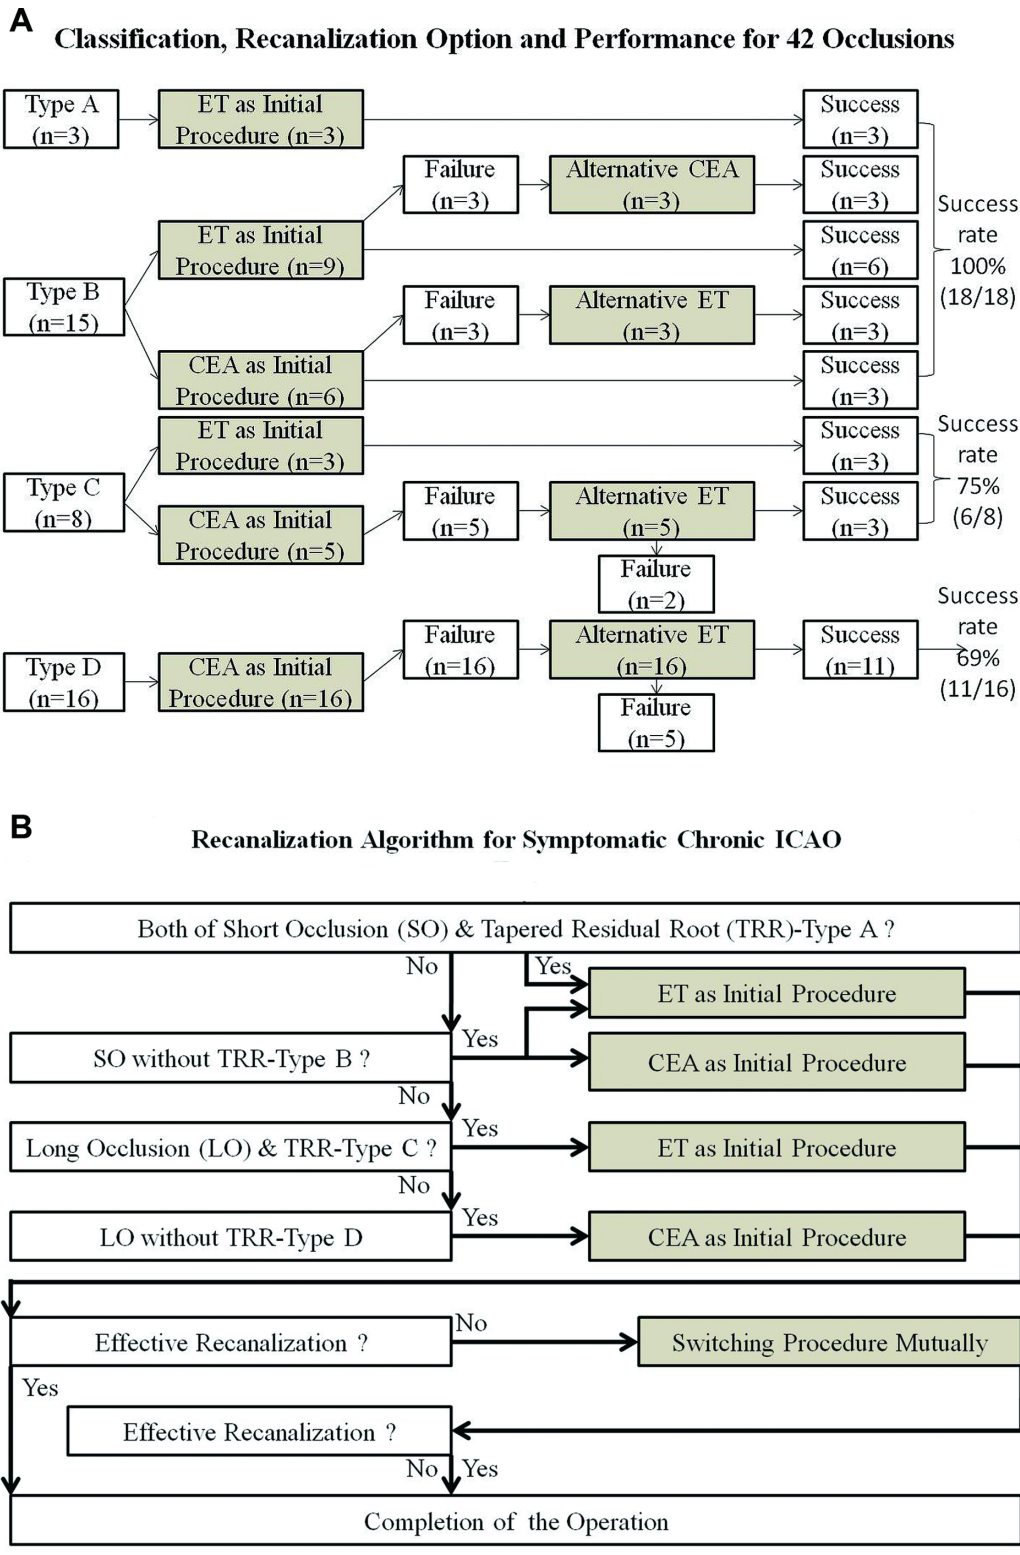 A
Classification, Recanalization Option and Performance for 42 Occlusions
Type A
(n=3)
ET as Initial
Procedure (n=3)
Success
(n=3)
Failure
(n=3)
Alternative CEA
(n=3)
Success
(n=3)
ET as Initial
Procedure (n=9)
Success
(n=6)
Type B
(n=15)
Failure
(n=3)
Alternative ET
(n=3)
Success
(n=3)
CEA as Initial
Procedure (n=6)
Success
(n=3)
Success
rate
100%
(18/18)
ET as Initial
Procedure (n=3)
Success
(n=3)
Type C
(n=8)
CEA as Initial
Procedure (n=5)
Failure
(n=5)
Alternative ET
(n=5)
Success
(n=3)
Failure
(n=2)
Success
rate
75%
(6/8)
Type D
(n=16)
CEA as Initial
Procedure (n=16)
Failure
(n=16)
Alternative ET
(n=16)
Success
(n=11)
Failure
(n=5)
Success
rate
69%
(11/16)
B
Recanalization Algorithm for Symptomatic Chronic ICAO
Both of Short Occlusion (SO) & Tapered Residual Root (TRR)-Type A ?
No
Yes
ET as Initial Procedure
SO without TRR-Type B ?
Yes
CEA as Initial Procedure
No
Long Occlusion (LO) & TRR-Type C ?
Yes
ET as Initial Procedure
No
LO without TRR-Type D
Yes
CEA as Initial Procedure
Effective Recanalization ?
No
Switching Procedure Mutually
Yes
Effective Recanalization ?
No
Yes
Completion of the Operation